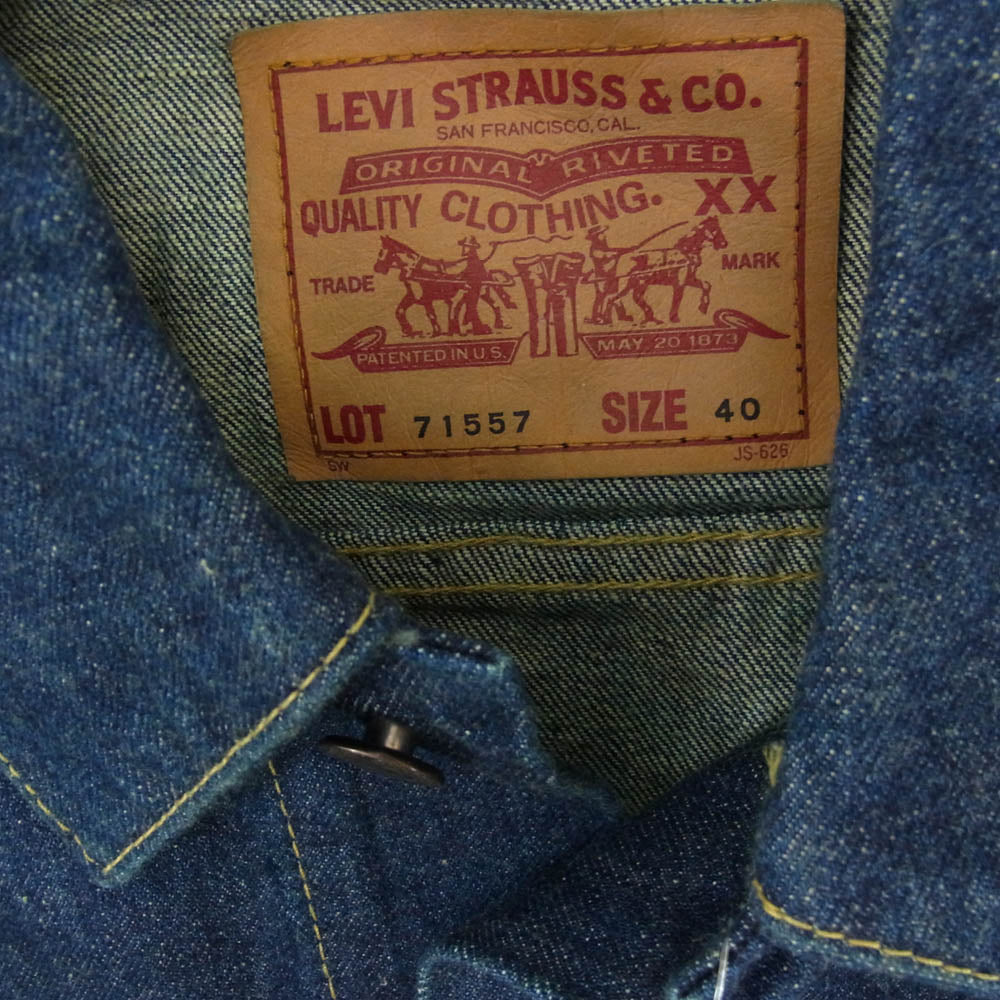 LEVI STRAUSS & CO.
SAN FRANCISCO, CAL.
ORIGINAL RIVETED
QUALITY CLOTHING. XX
TRADE MARK
PATENTED IN U.S. MAY 20 1873
LOT 71557 SIZE 40
SW JS-626